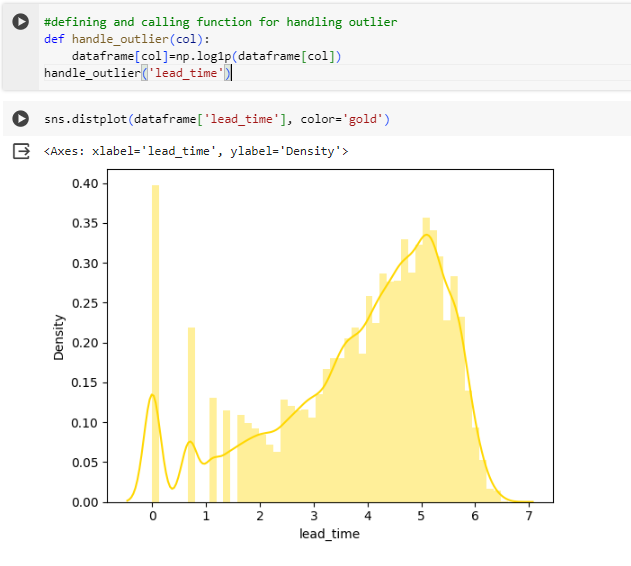 #defining and calling function for handling outlier
def handle_outlier(col):
    dataframe[col]=np.log1p(dataframe[col])
handle_outlier('lead_time')
sns.distplot(dataframe['lead_time'], color='gold')
<Axes: xlabel='lead_time', ylabel='Density'>
0.40
0.35
0.30
0.25
0.20
0.15
0.10
0.05
0.00
Density
0 1 2 3 4 5 6 7
lead_time